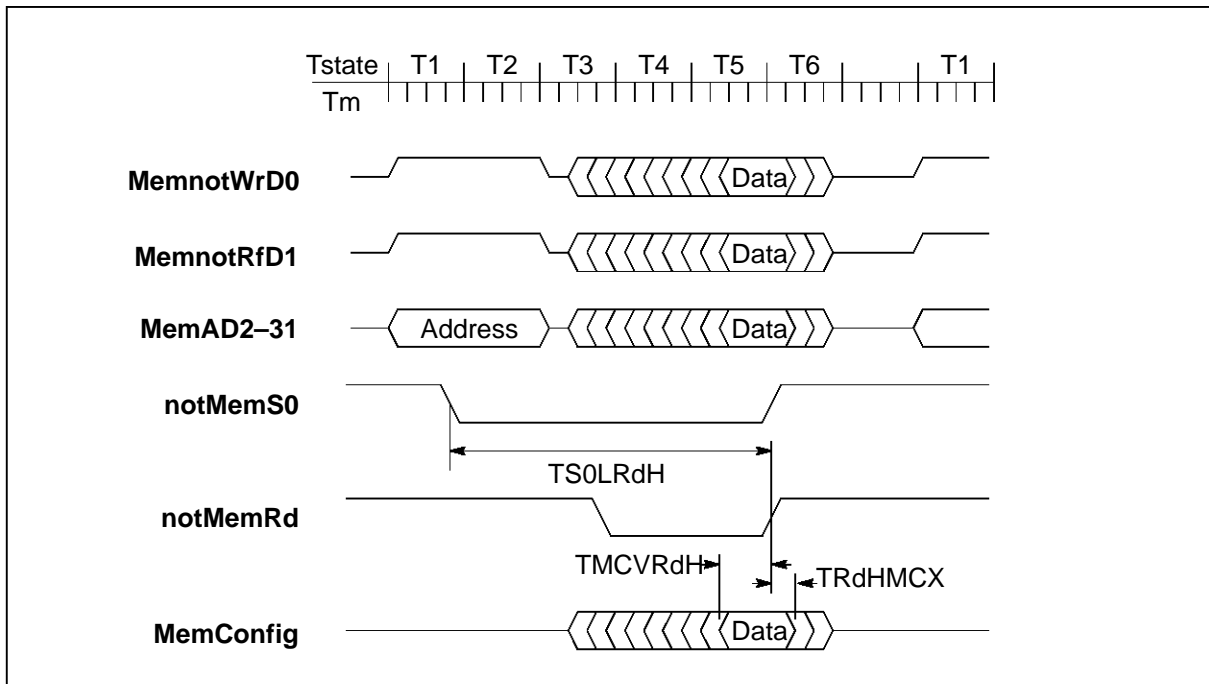 Tstate T1 T2 T3 T4 T5 T6 T1
Tm
MemnotWrD0 Data
MemnotRfD1 Data
MemAD2–31 Address Data
notMemS0
TS0LRdH
notMemRd
TMCVRdH TRdHMCX
MemConfig Data